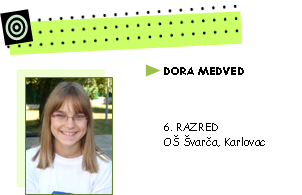 DORA MEDVED
6. RAZRED
OŠ Švarča, Karlovac